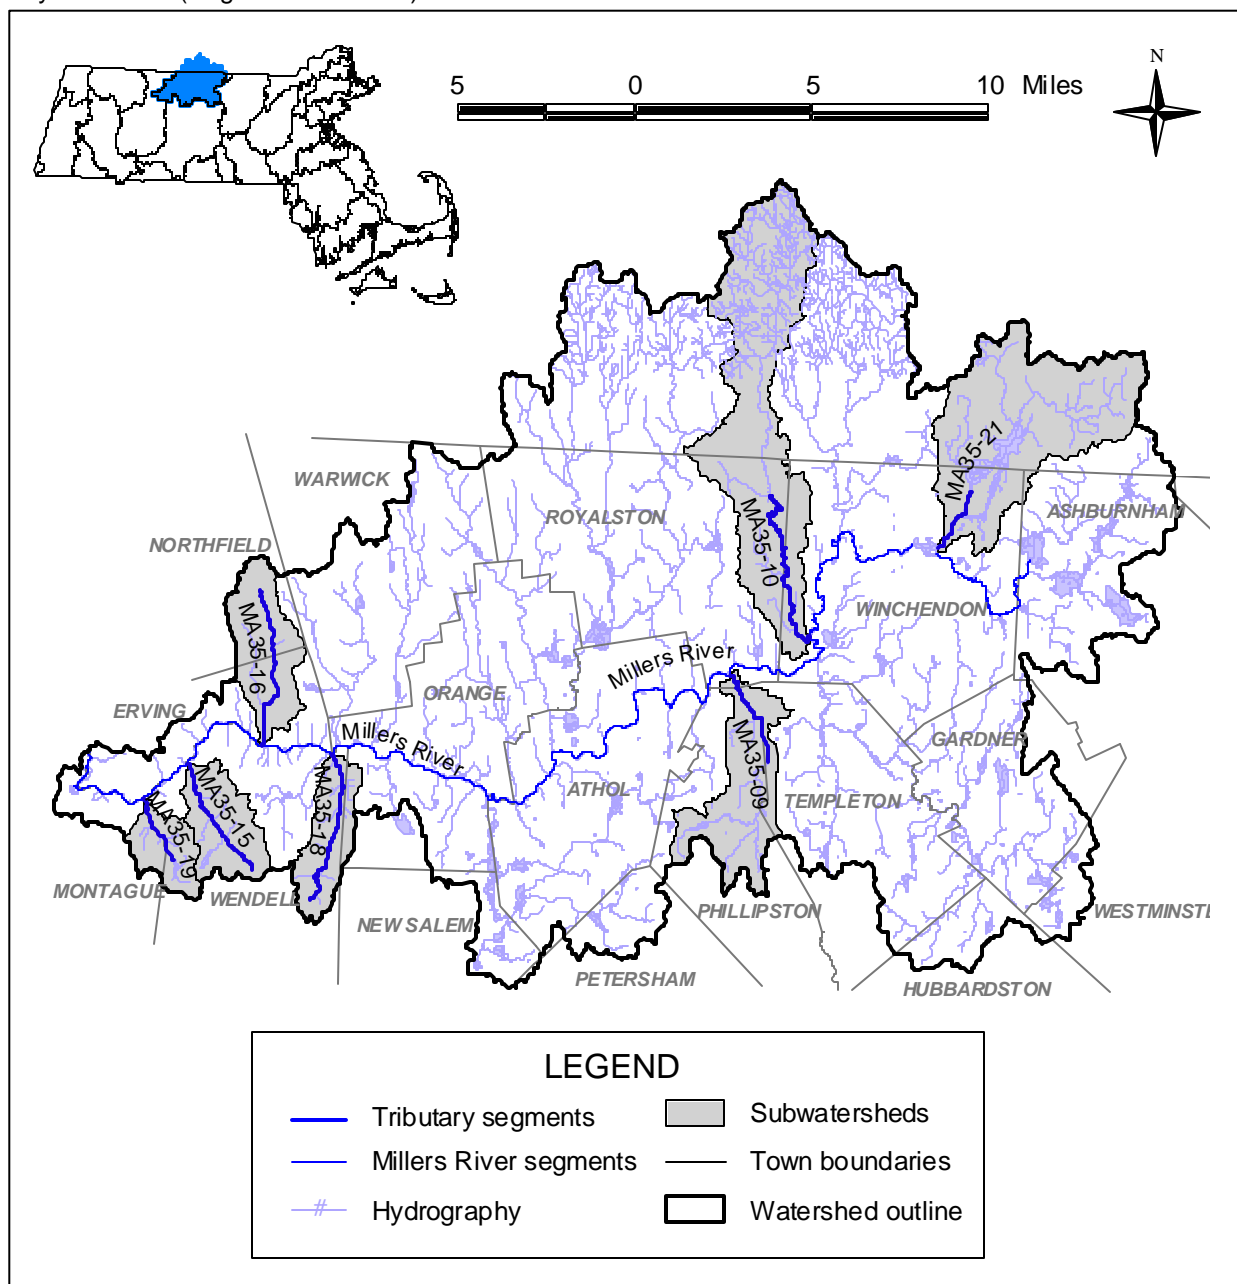 N
5 0 5 10 Miles
MA35-21
WARWICK
ASHBURNHAM
ROYALSTON
NORTHFIELD
MA35-10
WINCHENDON
MA35-16
Millers River
ORANGE
ERVING
Millers River
GARDNER
MA35-09
ATHOL
TEMPLETON
MA35-15
MA35-18
MA35-19
MONTAGUE
WENDELL
PHILLIPSTON
WESTMINSTE
NEW SALEM
PETERSHAM
HUBBARDSTON
LEGEND
Tributary segments
Subwatersheds
Millers River segments
Town boundaries
Hydrography
Watershed outline